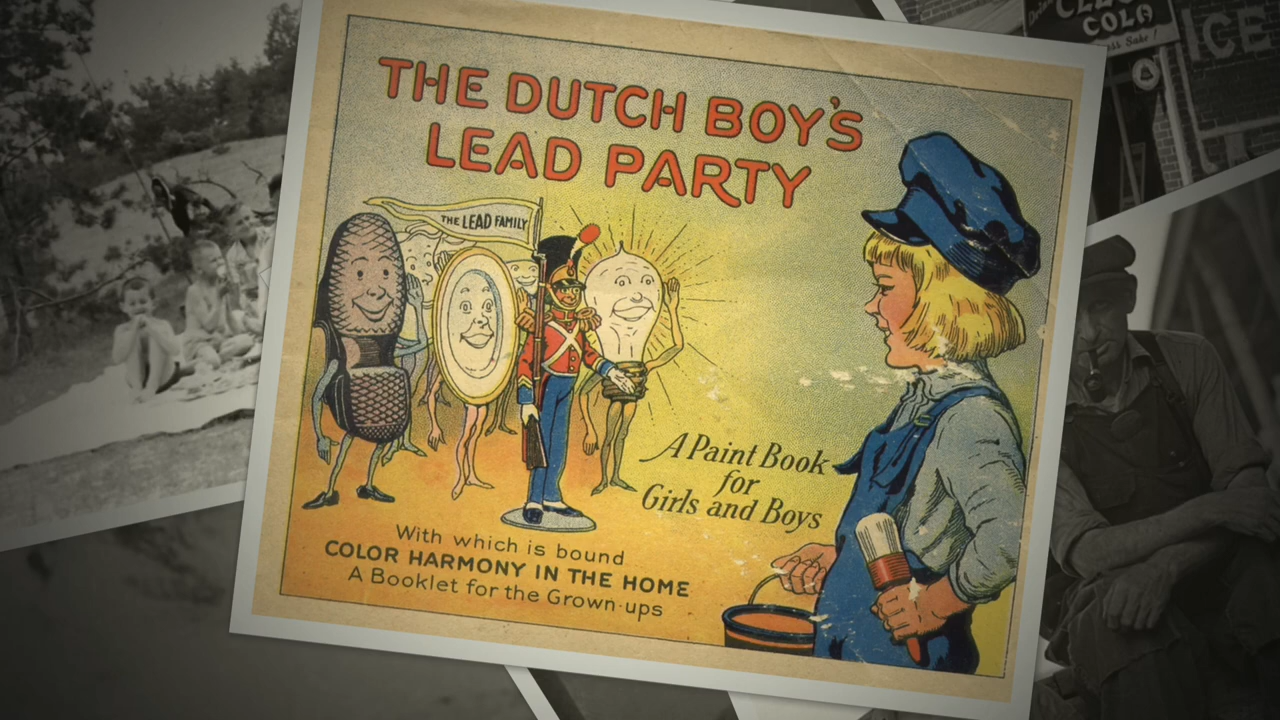 THE DUTCH BOY'S
LEAD PARTY
THE LEAD FAMILY
A Paint Book
for
Girls and Boys
With which is bound
COLOR HARMONY IN THE HOME
A Booklet for the Grown-ups
COLA
ICE